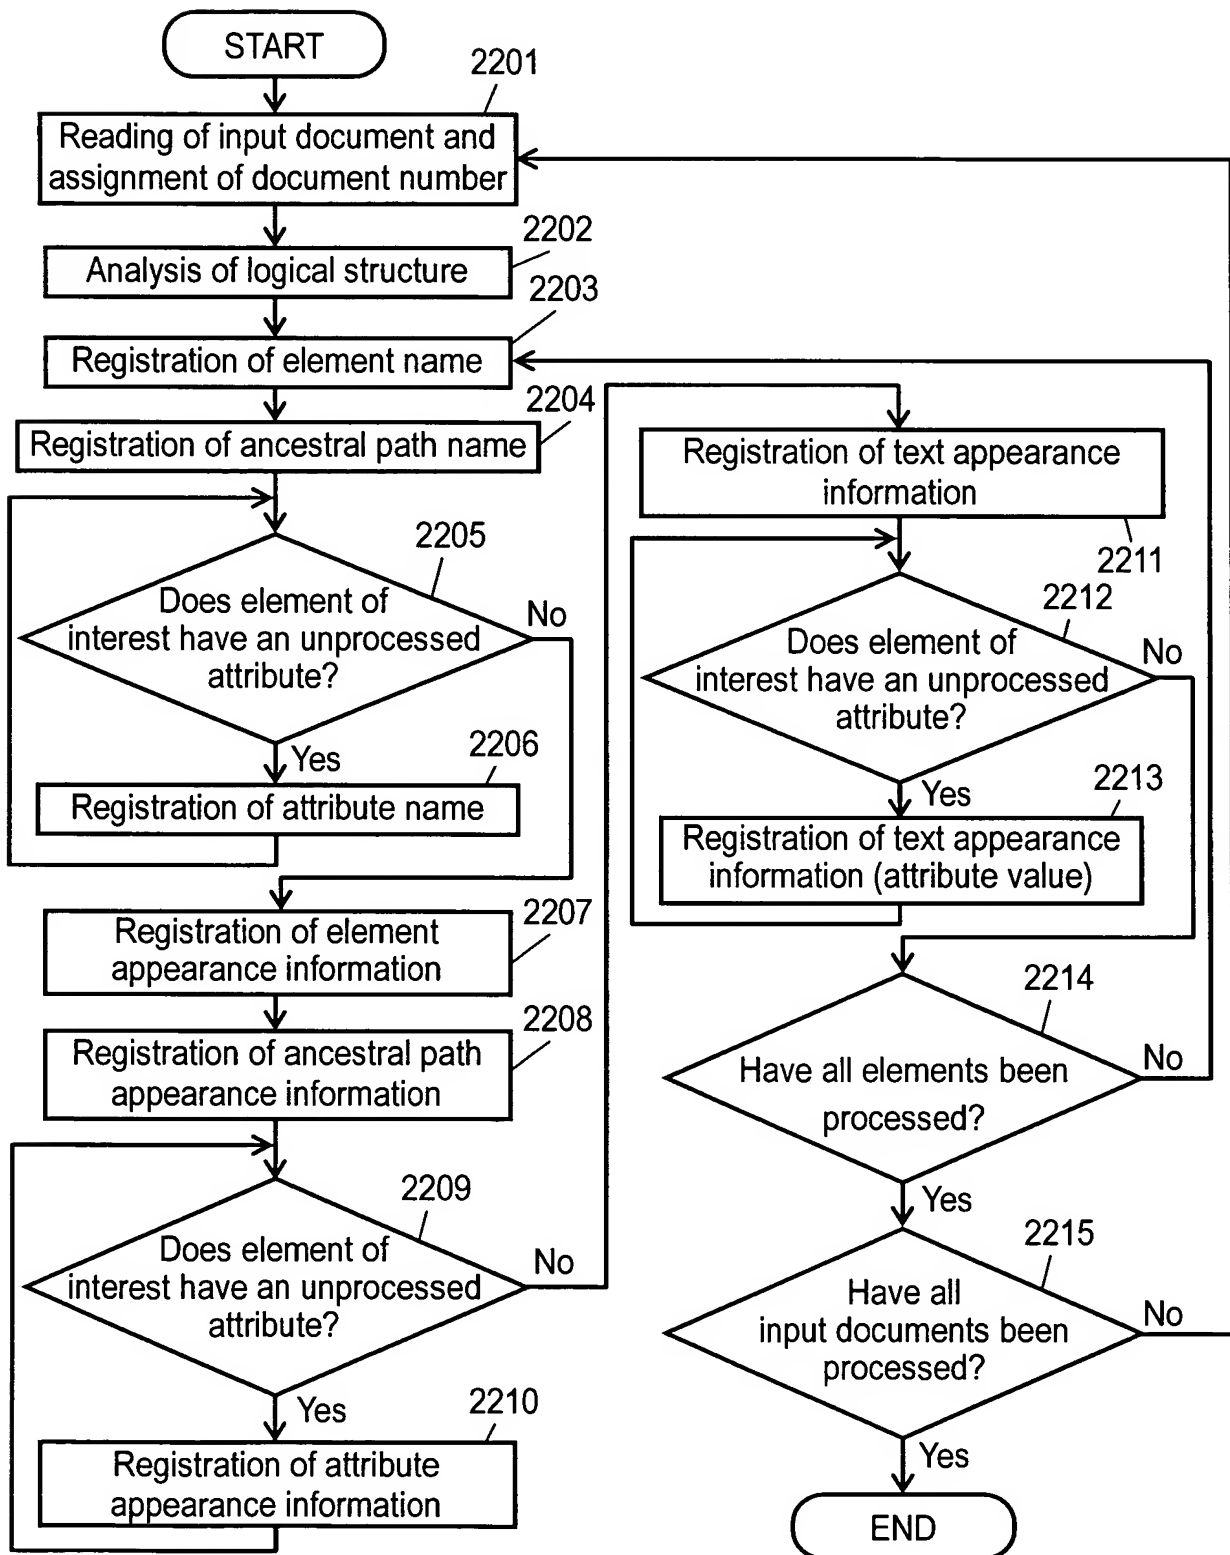 START
2201
Reading of input document and
assignment of document number
2202
Analysis of logical structure
2203
Registration of element name
2204
Registration of ancestral path name
2205
Does element of
interest have an unprocessed
attribute?
No
Yes
2206
Registration of attribute name
2207
Registration of element
appearance information
2208
Registration of ancestral path
appearance information
2209
Does element of
interest have an unprocessed
attribute?
No
Yes
2210
Registration of attribute
appearance information
Registration of text appearance
information
2211
2212
Does element of
interest have an unprocessed
attribute?
No
Yes
2213
Registration of text appearance
information (attribute value)
2214
Have all elements been
processed?
No
Yes
2215
Have all
input documents been
processed?
No
Yes
END